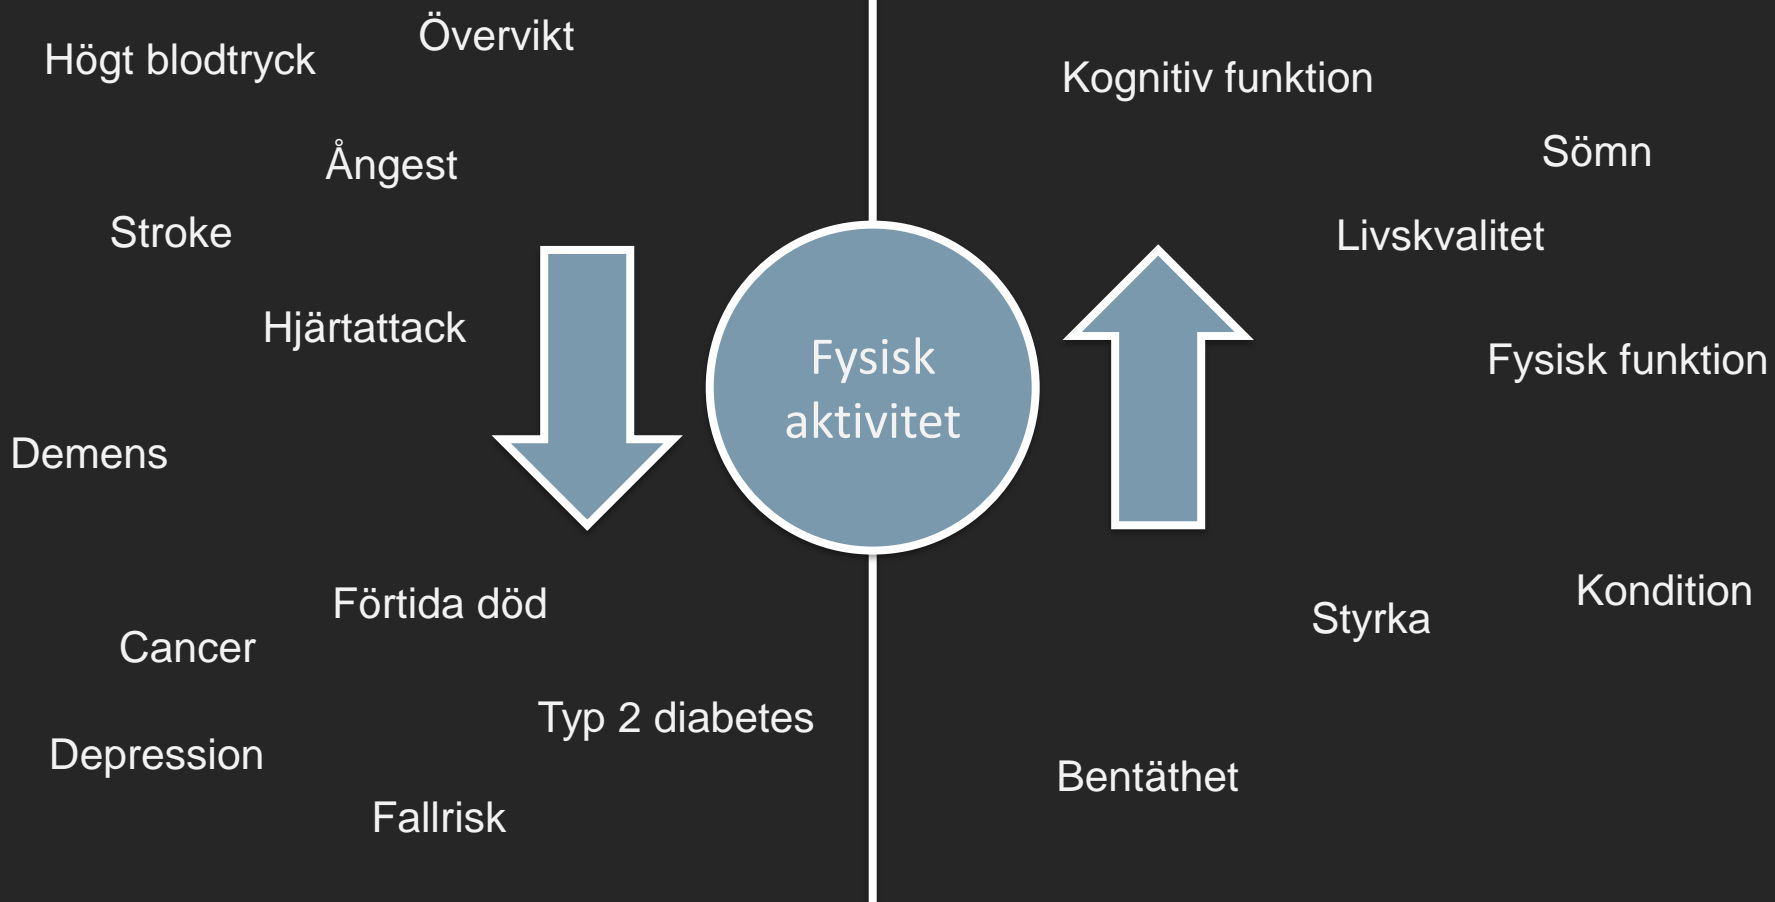 Övervikt
Högt blodtryck
Ångest
Stroke
Hjärtattack
Demens
Förtida död
Cancer
Typ 2 diabetes
Depression
Fallrisk
Fysisk
aktivitet
Kognitiv funktion
Sömn
Livskvalitet
Fysisk funktion
Kondition
Styrka
Bentäthet